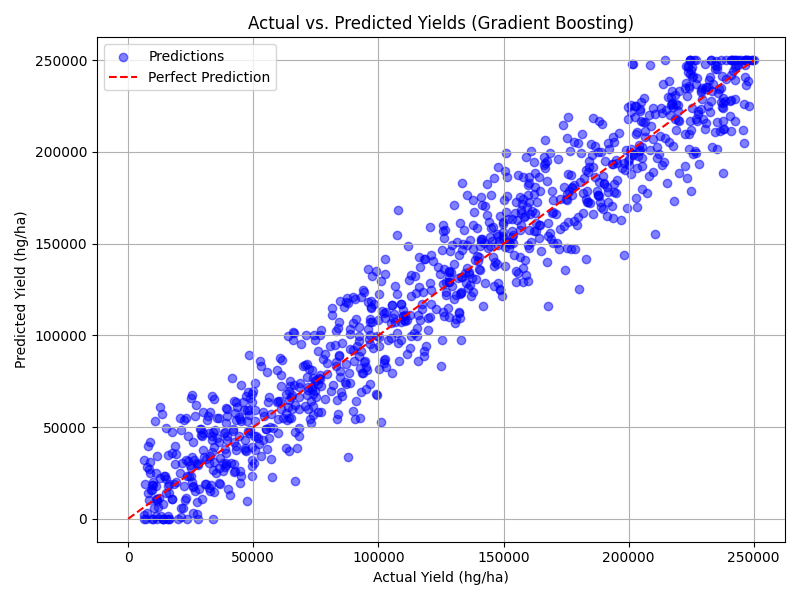 Actual vs. Predicted Yields (Gradient Boosting)
Predictions
Perfect Prediction
Predicted Yield (hg/ha)
250000
200000
150000
100000
50000
0
0 50000 100000 150000 200000 250000
Actual Yield (hg/ha)